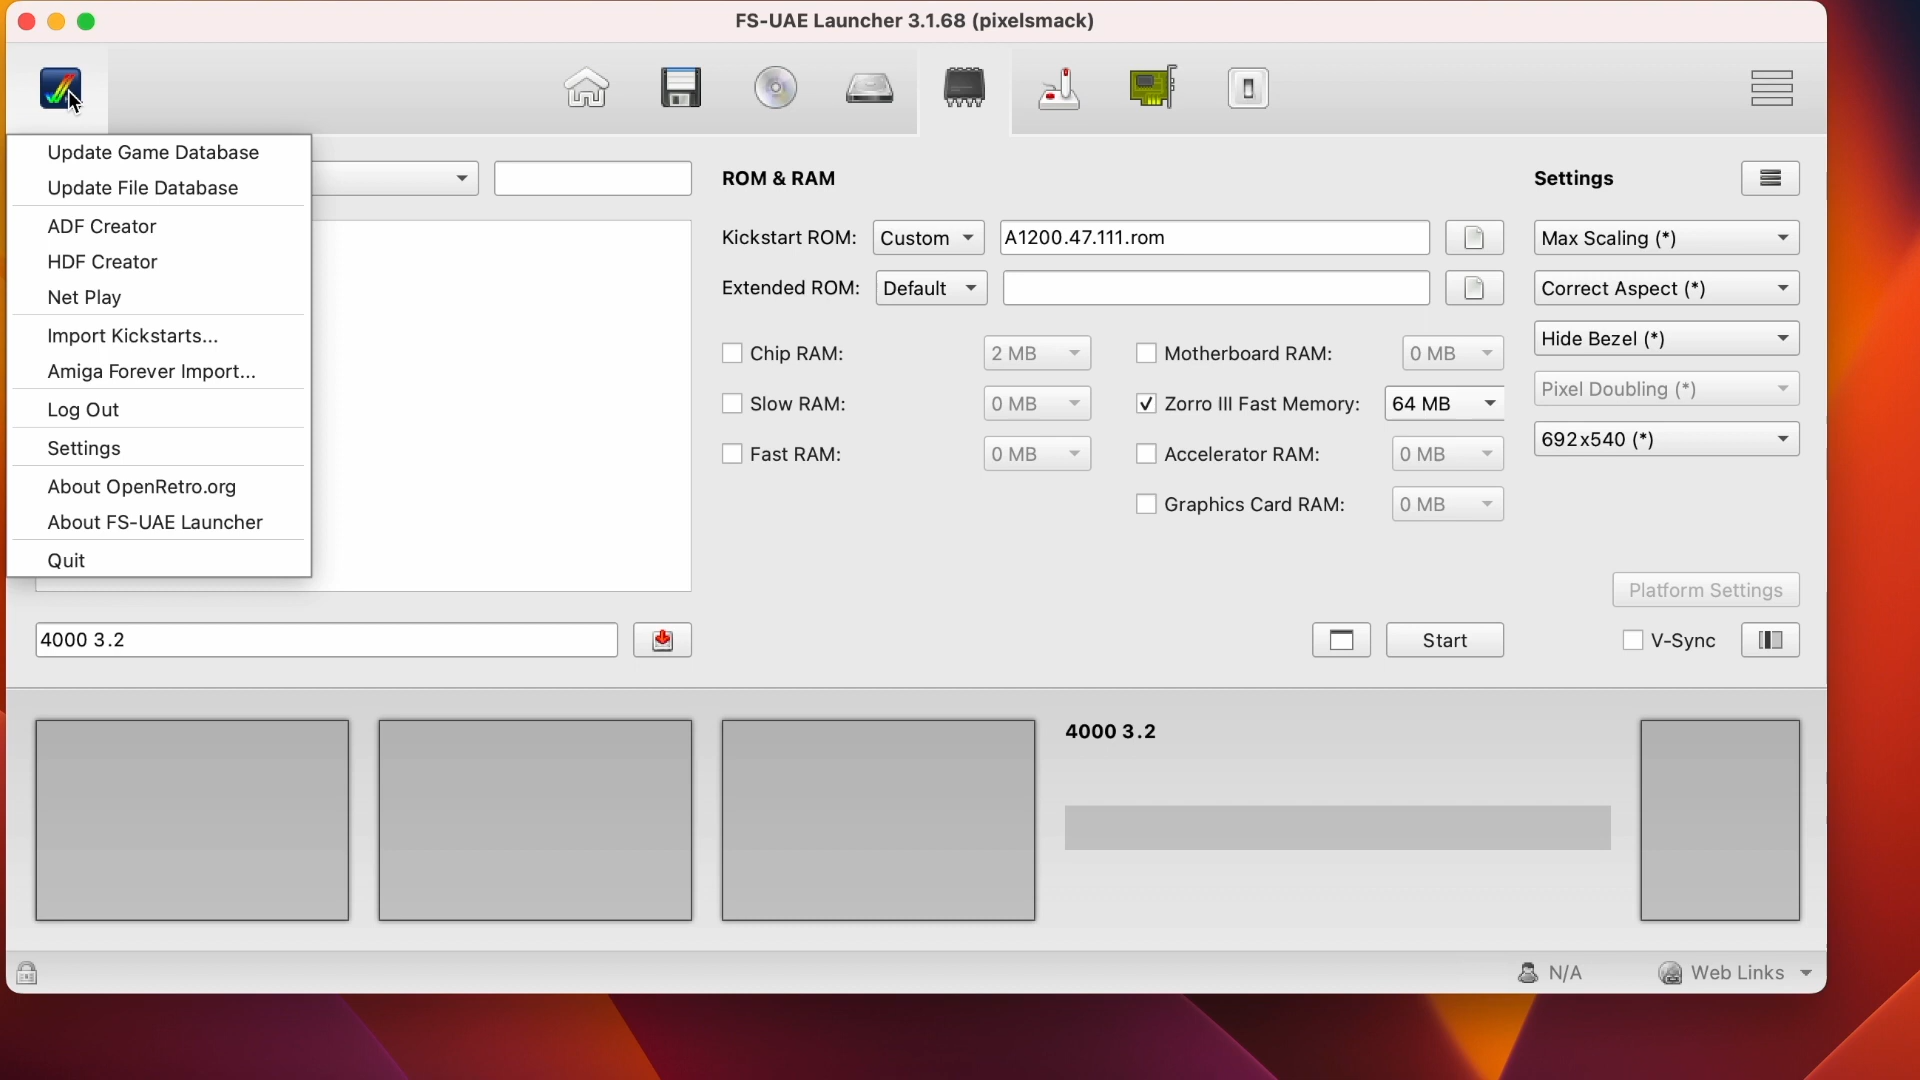 FS-UAE Launcher 3.1.68 (pixelsmack)
Update Game Database
Update File Database
ADF Creator
HDF Creator
Net Play
Import Kickstarts...
Amiga Forever Import...
Log Out
Settings
About OpenRetro.org
About FS-UAE Launcher
Quit
4000 3.2
ROM & RAM
Kickstart ROM: Custom A1200.47.111.rom
Extended ROM: Default
Chip RAM: 2 MB Motherboard RAM: 0 MB
Slow RAM: 0 MB Zorro III Fast Memory: 64 MB
Fast RAM: 0 MB Accelerator RAM: 0 MB
Graphics Card RAM: 0 MB
Start
Settings
Max Scaling (*)
Correct Aspect (*)
Hide Bezel (*)
Pixel Doubling (*)
692x540 (*)
Platform Settings
V-Sync
4000 3.2
N/A Web Links